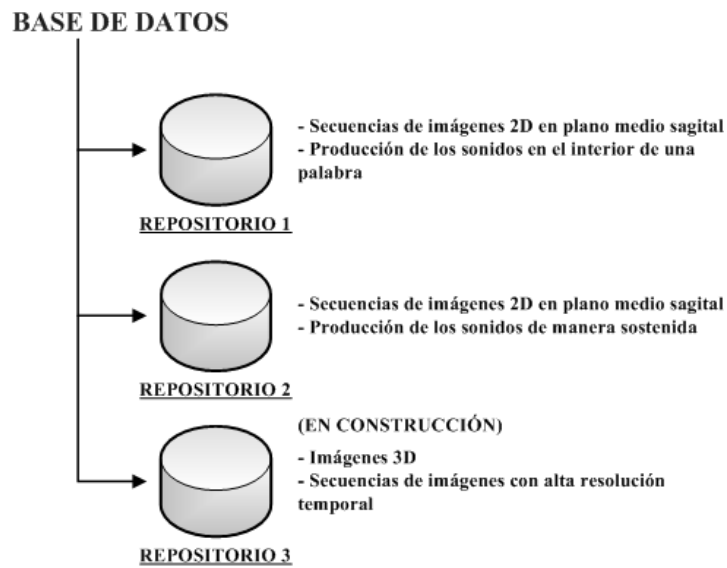 BASE DE DATOS
- Secuencias de imágenes 2D en plano medio sagital
- Producción de los sonidos en el interior de una
palabra
REPOSITORIO 1
- Secuencias de imágenes 2D en plano medio sagital
- Producción de los sonidos de manera sostenida
REPOSITORIO 2
(EN CONSTRUCCIÓN)
- Imágenes 3D
- Secuencias de imágenes con alta resolución
temporal
REPOSITORIO 3